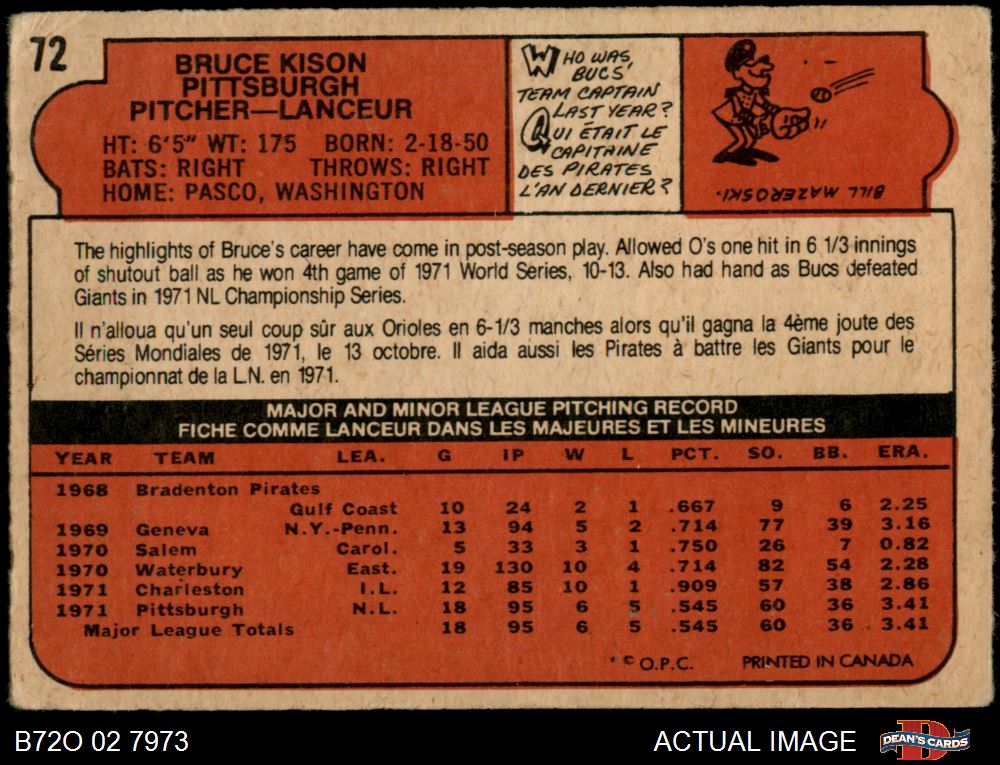 72
BRUCE KISON
PITTSBURGH
PITCHER—LANCEUR
HT: 6'5" WT: 175 BORN: 2-18-50
BATS: RIGHT THROWS: RIGHT
HOME: PASCO, WASHINGTON
WHO WAS
BUCS'
TEAM CAPTAIN
LAST YEAR?
QUI ÉTAIT LE
CAPITAINE
DES PIRATES
L'AN DERNIER?
BILL MAZEROSKI.
The highlights of Bruce's career have come in post-season play. Allowed O's one hit in 6 1/3 innings
of shutout ball as he won 4th game of 1971 World Series, 10-13. Also had hand as Bucs defeated
Giants in 1971 NL Championship Series.
Il n'alloua qu'un seul coup sûr aux Orioles en 6-1/3 manches alors qu'il gagna la 4ème joute des
Séries Mondiales de 1971, le 13 octobre. Il aida aussi les Pirates à battre les Giants pour le
championnat de la L.N. en 1971.
MAJOR AND MINOR LEAGUE PITCHING RECORD
FICHE COMME LANCEUR DANS LES MAJEURES ET LES MINEURES
YEAR TEAM LEA. G IP W L PCT. SO. BB. ERA.
1968 Bradenton Pirates
Gulf Coast 10 24 2 1 .667 9 6 2.25
1969 Geneva N.Y.-Penn. 13 94 5 2 .714 77 39 3.16
1970 Salem Carol. 5 33 3 1 .750 26 7 0.82
1970 Waterbury East. 19 130 10 4 .714 82 54 2.28
1971 Charleston I.L. 12 85 10 1 .909 57 38 2.86
1971 Pittsburgh N.L. 18 95 6 5 .545 60 36 3.41
Major League Totals 18 95 6 5 .545 60 36 3.41
* © O.P.C. PRINTED IN CANADA
B72O 02 7973 ACTUAL IMAGE DEAN'S CARDS